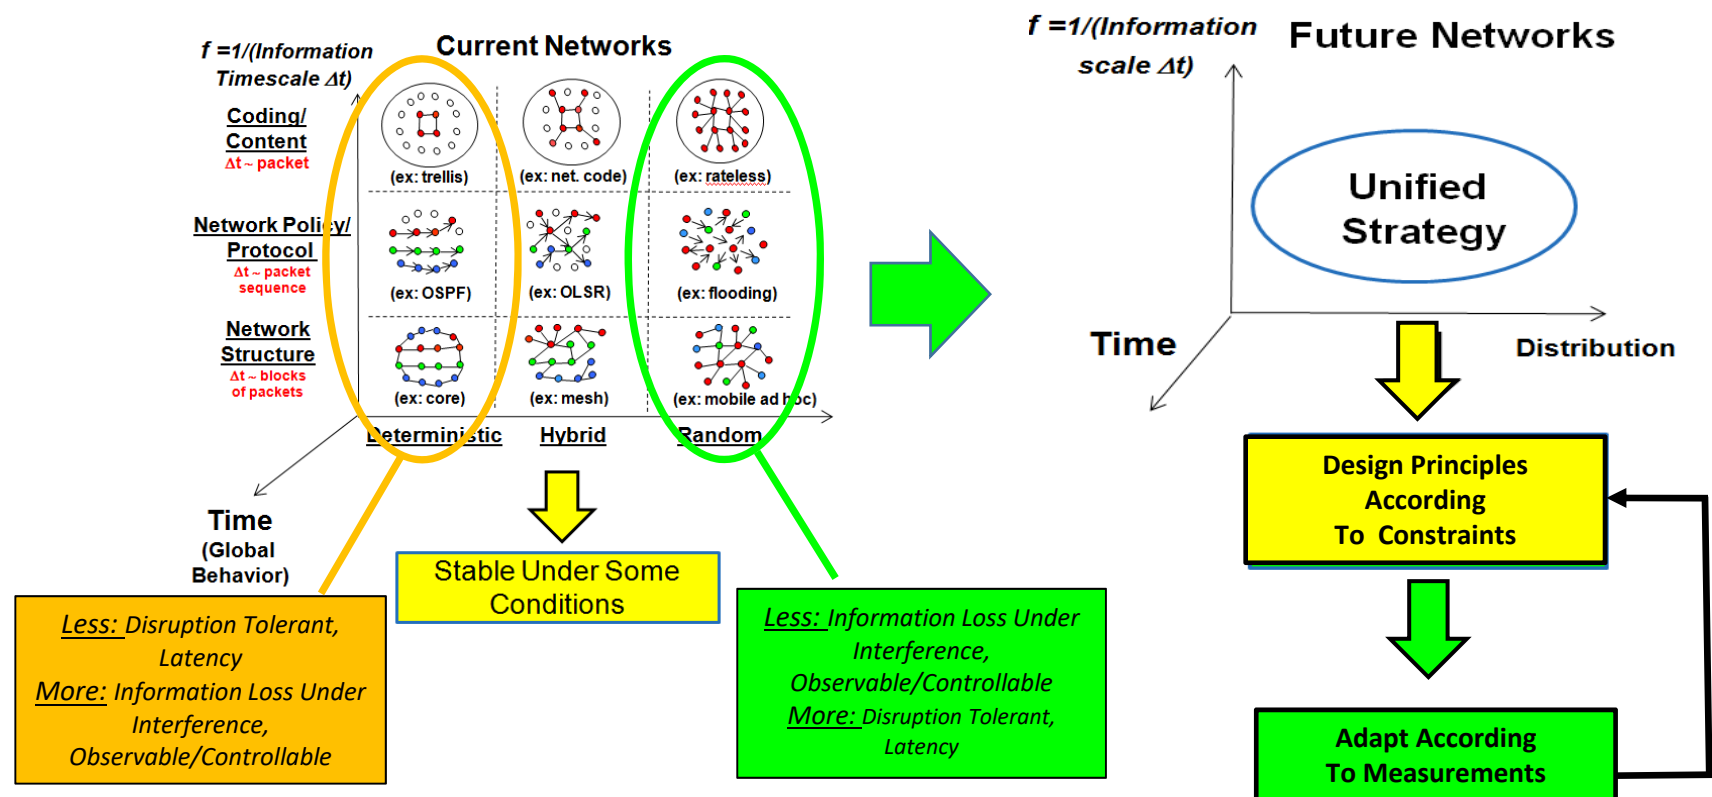 f =1/(Information
Timescale Δt)
Current Networks
Coding/
Content
Δt ~ packet
(ex: trellis)
(ex: net. code)
(ex: rateless)
Network Policy/
Protocol
Δt ~ packet
sequence
(ex: OSPF)
(ex: OLSR)
(ex: flooding)
Network
Structure
Δt ~ blocks
of packets
(ex: core)
(ex: mesh)
(ex: mobile ad hoc)
Deterministic
Hybrid
Random
Time
(Global
Behavior)
Less: Disruption Tolerant,
Latency
More: Information Loss Under
Interference,
Observable/Controllable
Stable Under Some
Conditions
Less: Information Loss Under
Interference,
Observable/Controllable
More: Disruption Tolerant,
Latency
f =1/(Information
scale Δt)
Future Networks
Unified
Strategy
Time
Distribution
Design Principles
According
To Constraints
Adapt According
To Measurements